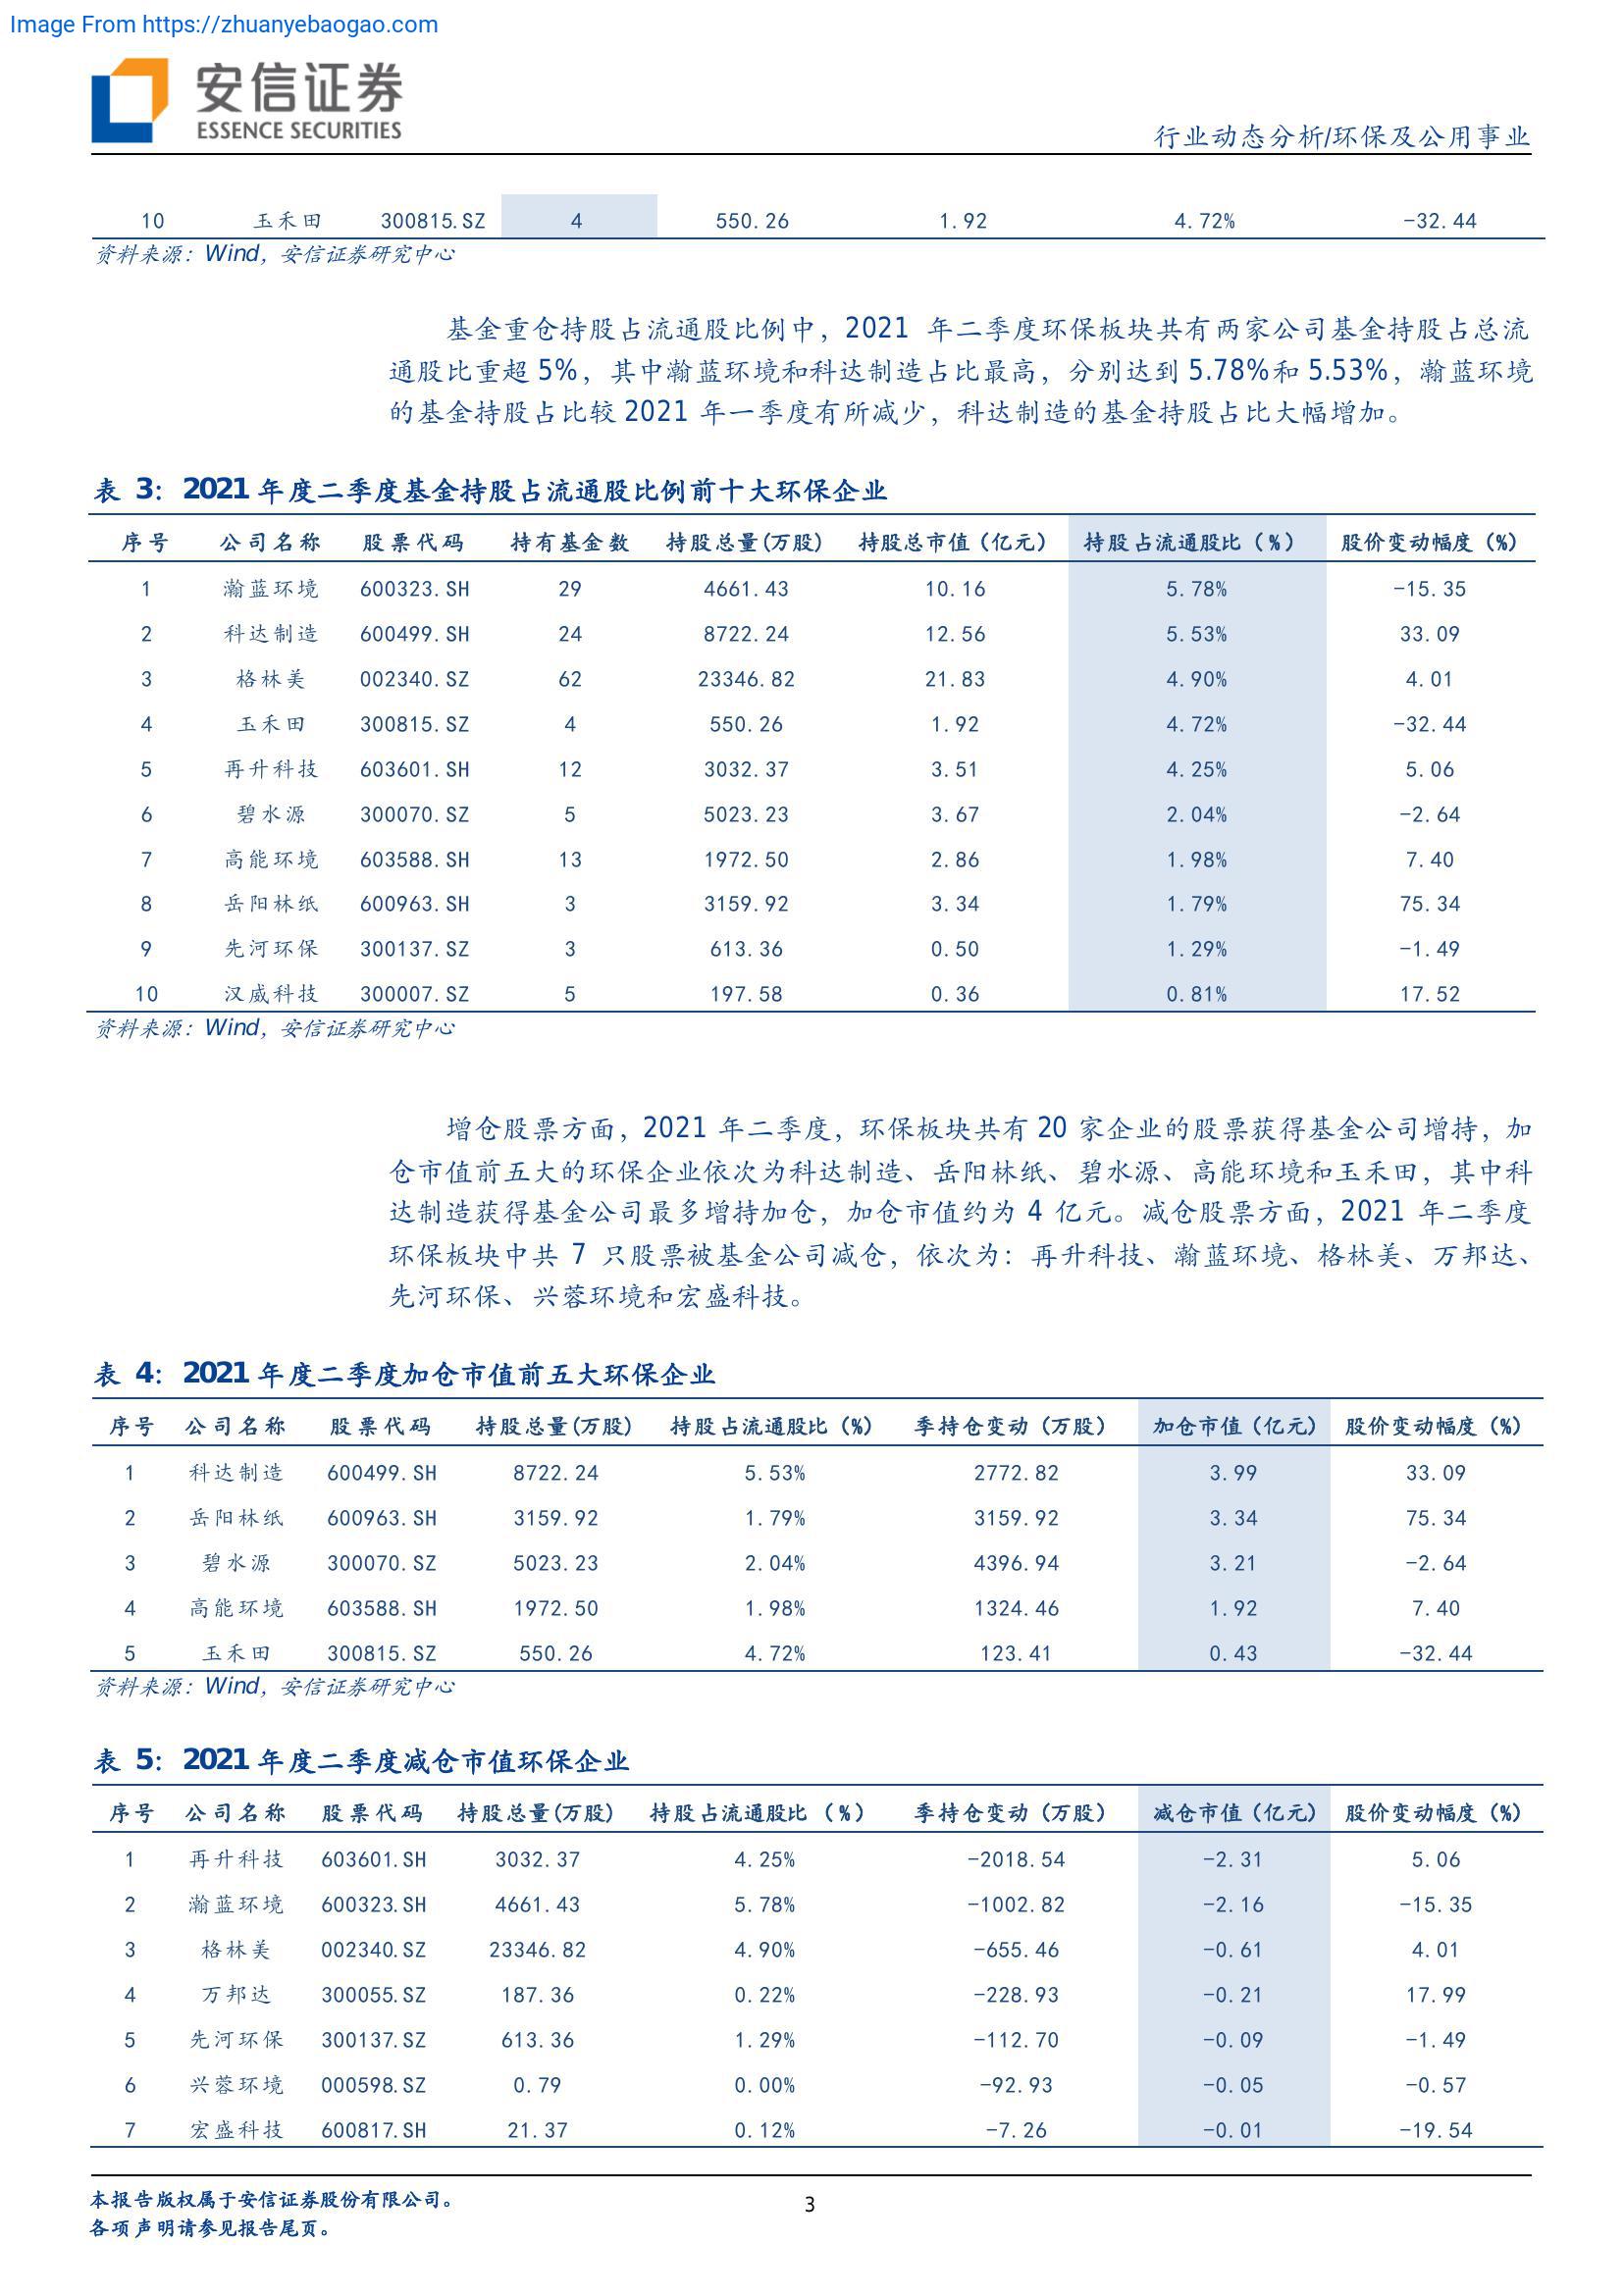 Image From https://zhuanyebaogao.com
安信证券
ESSENCE SECURITIES
行业动态分析/环保及公用事业
10 玉禾田 300815.SZ 4 550.26 1.92 4.72% -32.44
资料来源：Wind，安信证券研究中心
基金重仓持股占流通股比例中，2021 年二季度环保板块共有两家公司基金持股占总流
通股比重超 5%，其中瀚蓝环境和科达制造占比最高，分别达到 5.78%和 5.53%，瀚蓝环境
的基金持股占比较 2021 年一季度有所减少，科达制造的基金持股占比大幅增加。
表 3：2021 年度二季度基金持股占流通股比例前十大环保企业
序号 公司名称 股票代码 持有基金数 持股总量(万股) 持股总市值（亿元） 持股占流通股比（%） 股价变动幅度（%）
1 瀚蓝环境 600323.SH 29 4661.43 10.16 5.78% -15.35
2 科达制造 600499.SH 24 8722.24 12.56 5.53% 33.09
3 格林美 002340.SZ 62 23346.82 21.83 4.90% 4.01
4 玉禾田 300815.SZ 4 550.26 1.92 4.72% -32.44
5 再升科技 603601.SH 12 3032.37 3.51 4.25% 5.06
6 碧水源 300070.SZ 5 5023.23 3.67 2.04% -2.64
7 高能环境 603588.SH 13 1972.50 2.86 1.98% 7.40
8 岳阳林纸 600963.SH 3 3159.92 3.34 1.79% 75.34
9 先河环保 300137.SZ 3 613.36 0.50 1.29% -1.49
10 汉威科技 300007.SZ 5 197.58 0.36 0.81% 17.52
资料来源：Wind，安信证券研究中心
增仓股票方面，2021 年二季度，环保板块共有 20 家企业的股票获得基金公司增持，加
仓市值前五大的环保企业依次为科达制造、岳阳林纸、碧水源、高能环境和玉禾田，其中科
达制造获得基金公司最多增持加仓，加仓市值约为 4 亿元。减仓股票方面，2021 年二季度
环保板块中共 7 只股票被基金公司减仓，依次为：再升科技、瀚蓝环境、格林美、万邦达、
先河环保、兴蓉环境和宏盛科技。
表 4：2021 年度二季度加仓市值前五大环保企业
序号 公司名称 股票代码 持股总量(万股) 持股占流通股比（%） 季持仓变动（万股） 加仓市值（亿元） 股价变动幅度（%）
1 科达制造 600499.SH 8722.24 5.53% 2772.82 3.99 33.09
2 岳阳林纸 600963.SH 3159.92 1.79% 3159.92 3.34 75.34
3 碧水源 300070.SZ 5023.23 2.04% 4396.94 3.21 -2.64
4 高能环境 603588.SH 1972.50 1.98% 1324.46 1.92 7.40
5 玉禾田 300815.SZ 550.26 4.72% 123.41 0.43 -32.44
资料来源：Wind，安信证券研究中心
表 5：2021 年度二季度减仓市值环保企业
序号 公司名称 股票代码 持股总量(万股) 持股占流通股比（%） 季持仓变动（万股） 减仓市值（亿元） 股价变动幅度（%）
1 再升科技 603601.SH 3032.37 4.25% -2018.54 -2.31 5.06
2 瀚蓝环境 600323.SH 4661.43 5.78% -1002.82 -2.16 -15.35
3 格林美 002340.SZ 23346.82 4.90% -655.46 -0.61 4.01
4 万邦达 300055.SZ 187.36 0.22% -228.93 -0.21 17.99
5 先河环保 300137.SZ 613.36 1.29% -112.70 -0.09 -1.49
6 兴蓉环境 000598.SZ 0.79 0.00% -92.93 -0.05 -0.57
7 宏盛科技 600817.SH 21.37 0.12% -7.26 -0.01 -19.54
本报告版权属于安信证券股份有限公司。
3
各项声明请参见报告尾页。